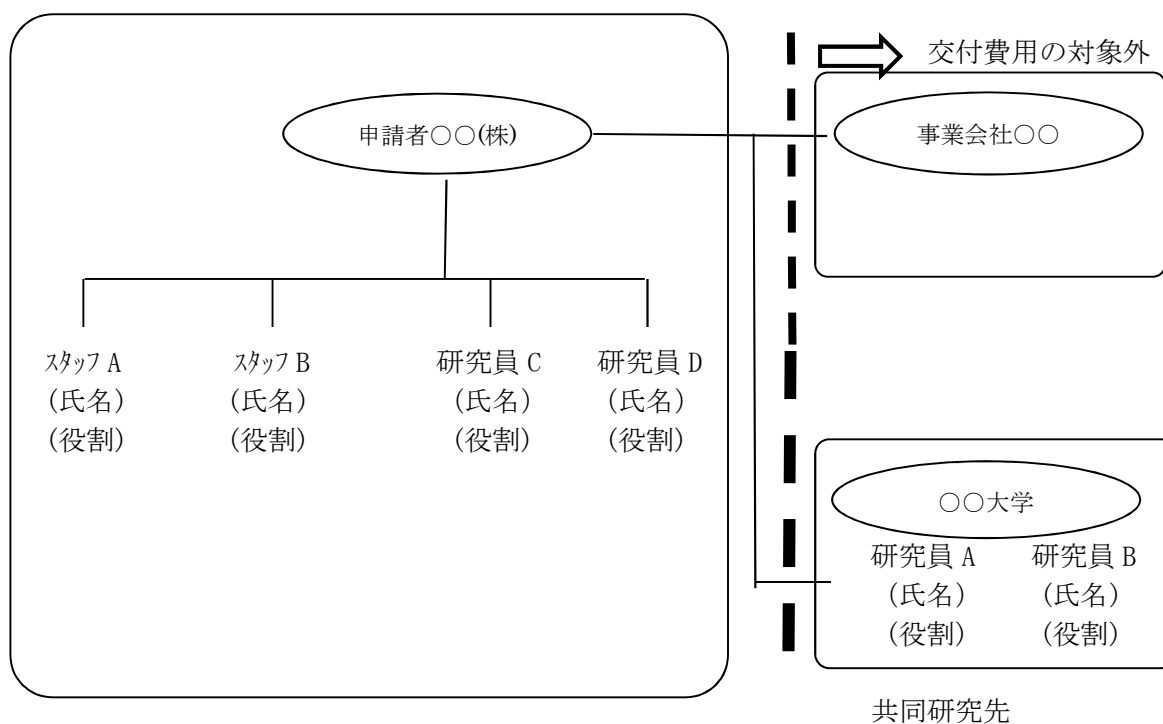 交付費用の対象外
申請者○○(株)
事業会社○○
ｽﾀｯﾌ A
(氏名)
(役割)
ｽﾀｯﾌ B
(氏名)
(役割)
研究員 C
(氏名)
(役割)
研究員 D
(氏名)
(役割)
○○大学
研究員 A
(氏名)
(役割)
研究員 B
(氏名)
(役割)
共同研究先